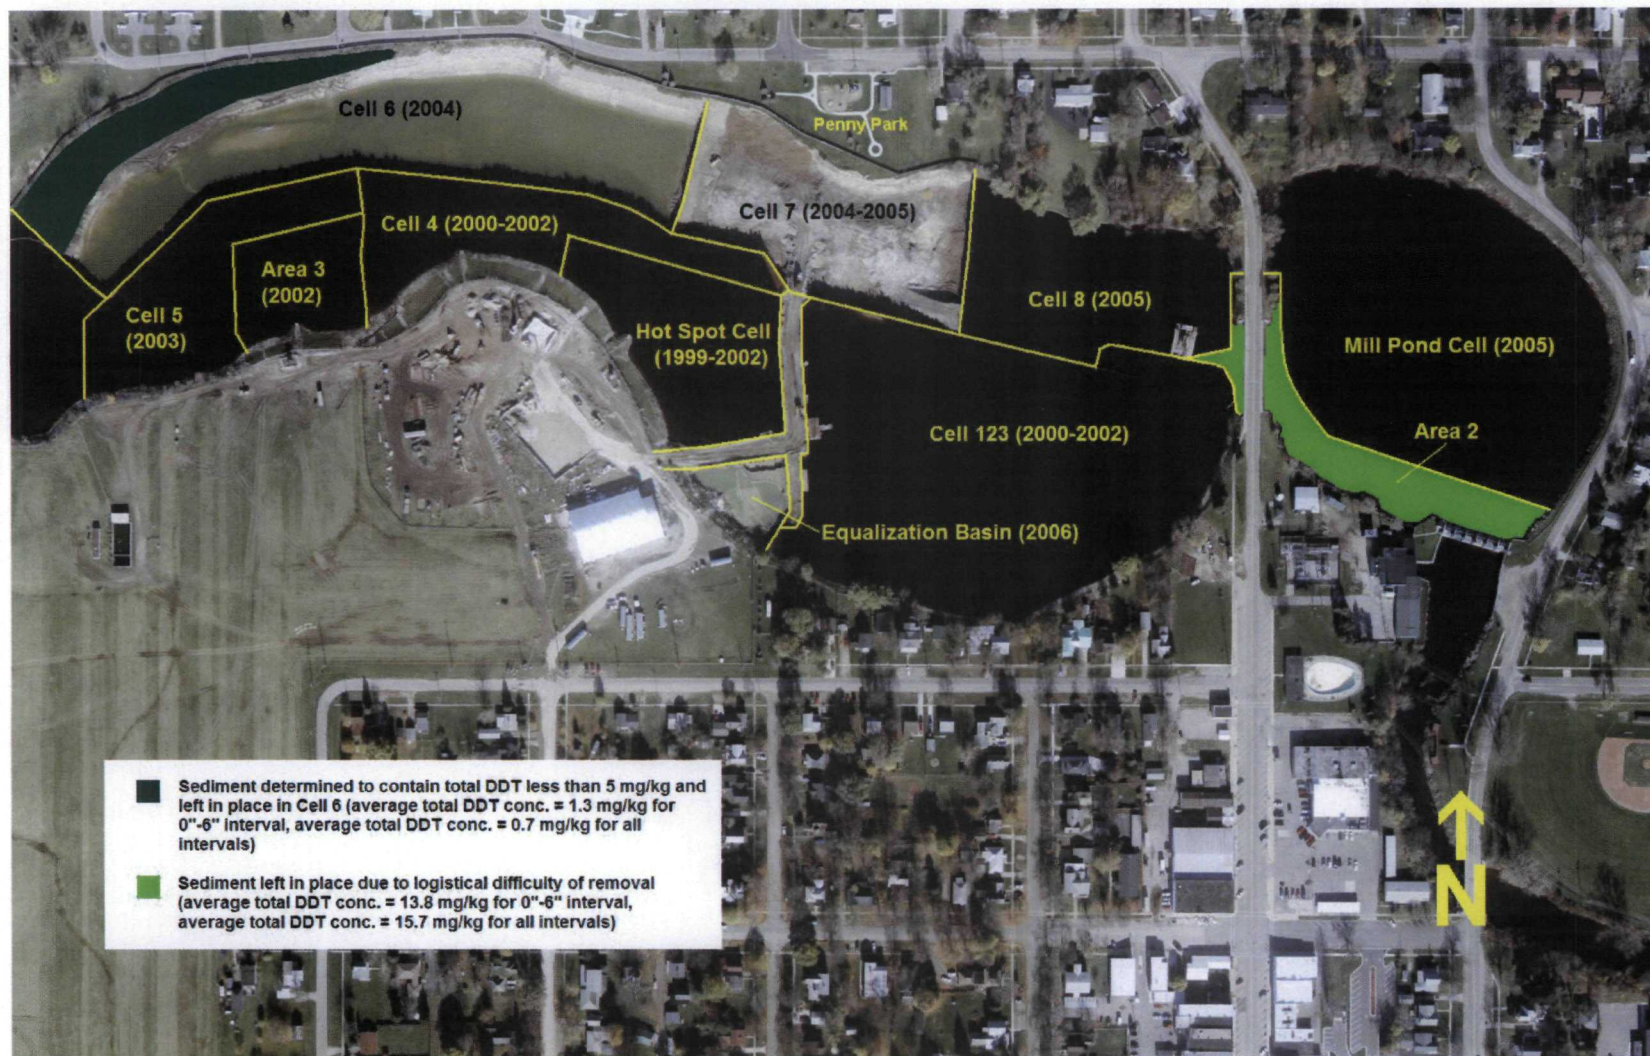 Cell 6 (2004)
Penny Park
Cell 7 (2004-2005)
Cell 4 (2000-2002)
Area 3
(2002)
Cell 5
(2003)
Hot Spot Cell
(1999-2002)
Cell 8 (2005)
Mill Pond Cell (2005)
Cell 123 (2000-2002)
Area 2
Equalization Basin (2006)
Sediment determined to contain total DDT less than 5 mg/kg and
left in place in Cell 6 (average total DDT conc. = 1.3 mg/kg for
0"-6" interval, average total DDT conc. = 0.7 mg/kg for all
intervals)
Sediment left in place due to logistical difficulty of removal
(average total DDT conc. = 13.8 mg/kg for 0"-6" interval,
average total DDT conc. = 15.7 mg/kg for all intervals)
N